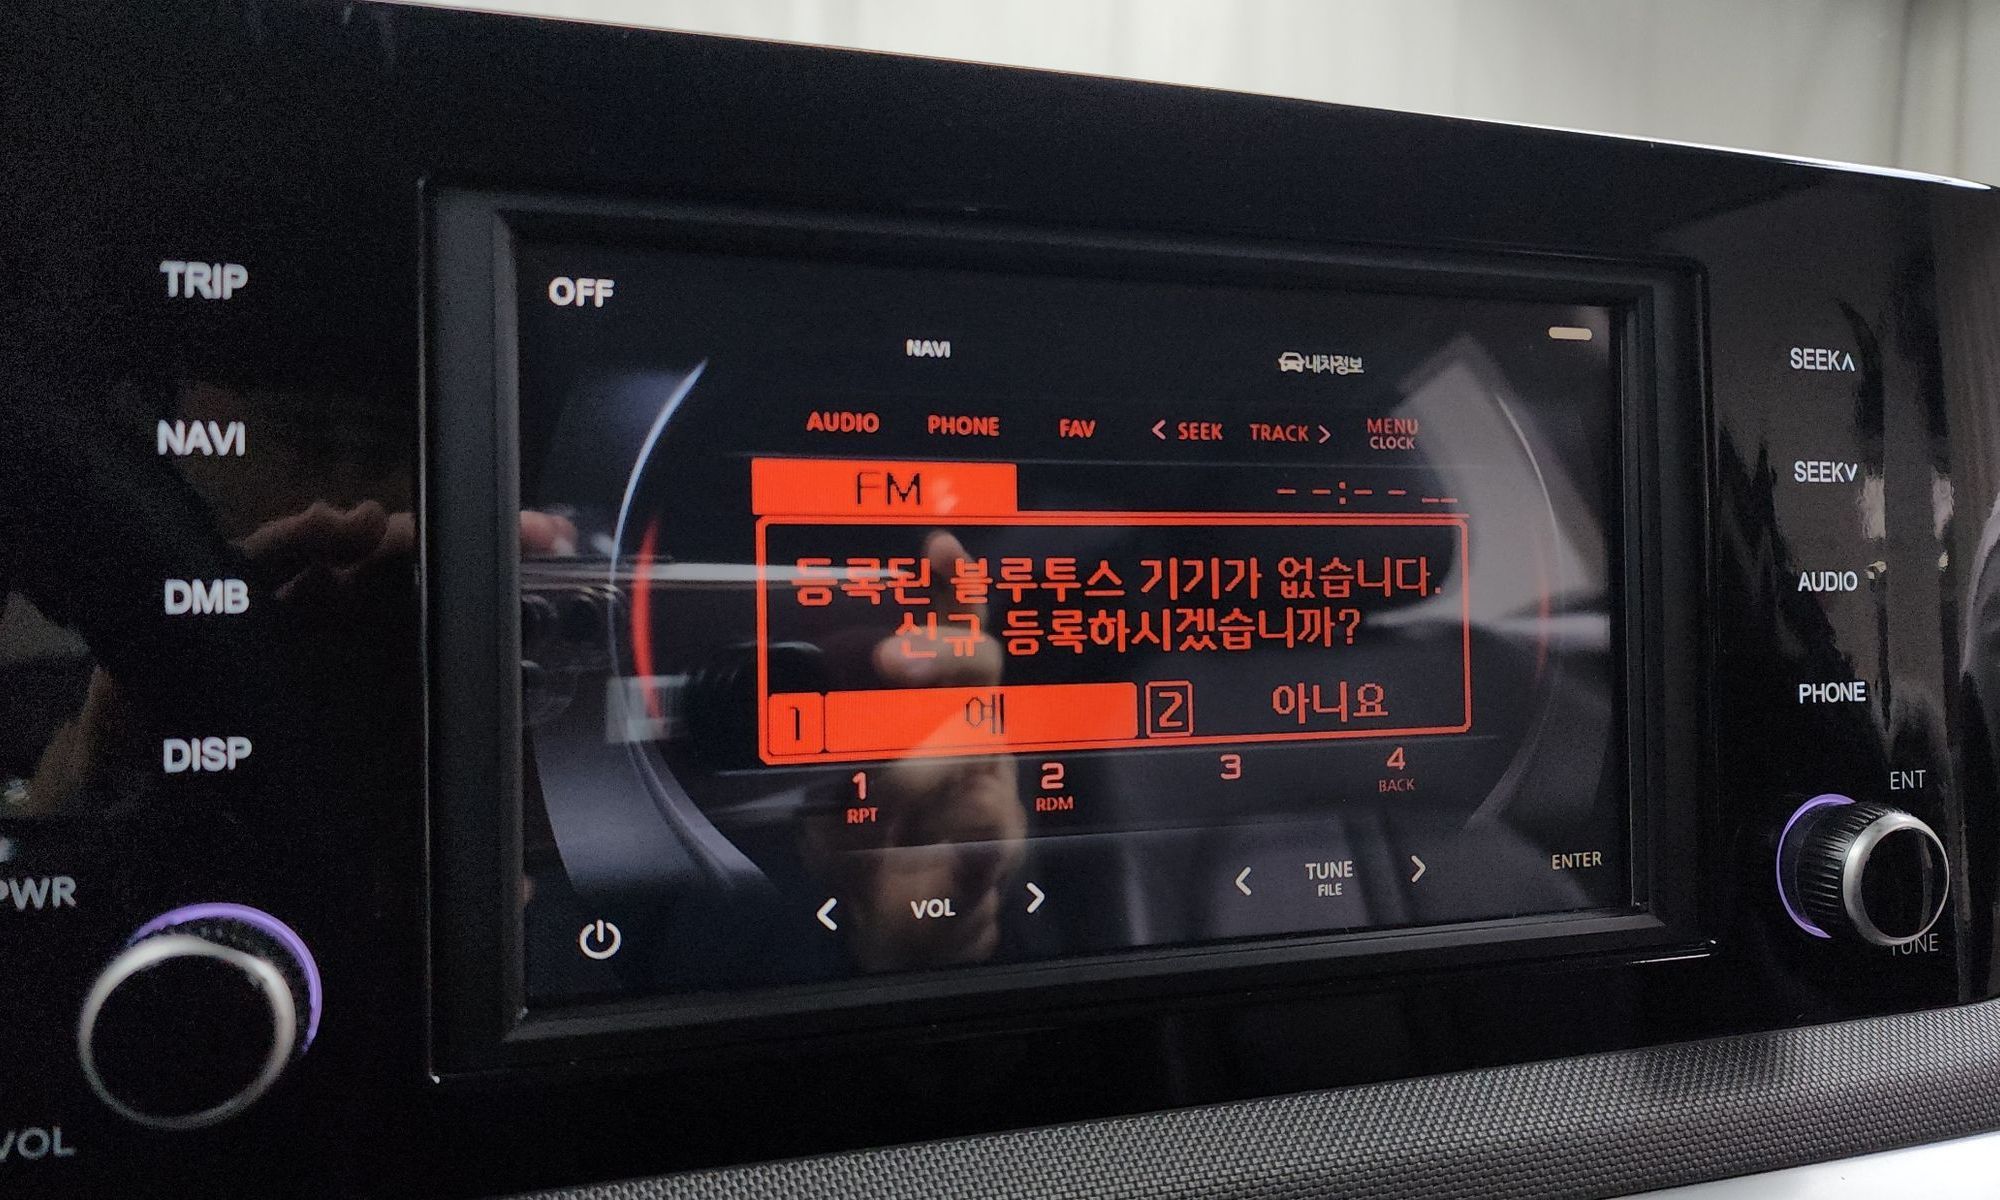 TRIP
NAVI
DMB
DISP
PWR
VOL
OFF
NAVI
내차정보
AUDIO PHONE FAV < SEEK TRACK > MENU
CLOCK
FM
--:-- --
등록된 블루투스 기기가 없습니다.
신규 등록하시겠습니까?
1 예 2 아니요
1 2 3 4
RPT RDM BACK
< VOL > < TUNE > ENTER
FILE
SEEK∧
SEEK∨
AUDIO
PHONE
ENT
TUNE